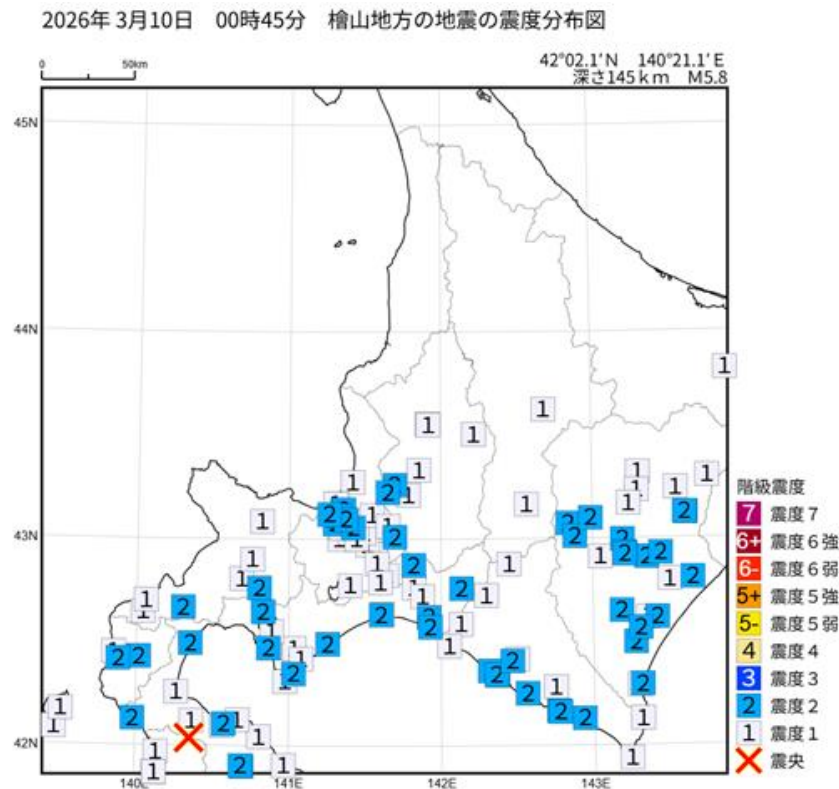 2026年 3月10日 00時45分 檜山地方の地震の震度分布図
0 50km
42°02.1′N 140°21.1′E
深さ145ｋｍ M5.8
45N
44N
43N
42N
140E 141E 142E 143E
階級震度
7 震度７
6+ 震度６強
6- 震度６弱
5+ 震度５強
5- 震度５弱
4 震度４
3 震度３
2 震度２
1 震度１
震央